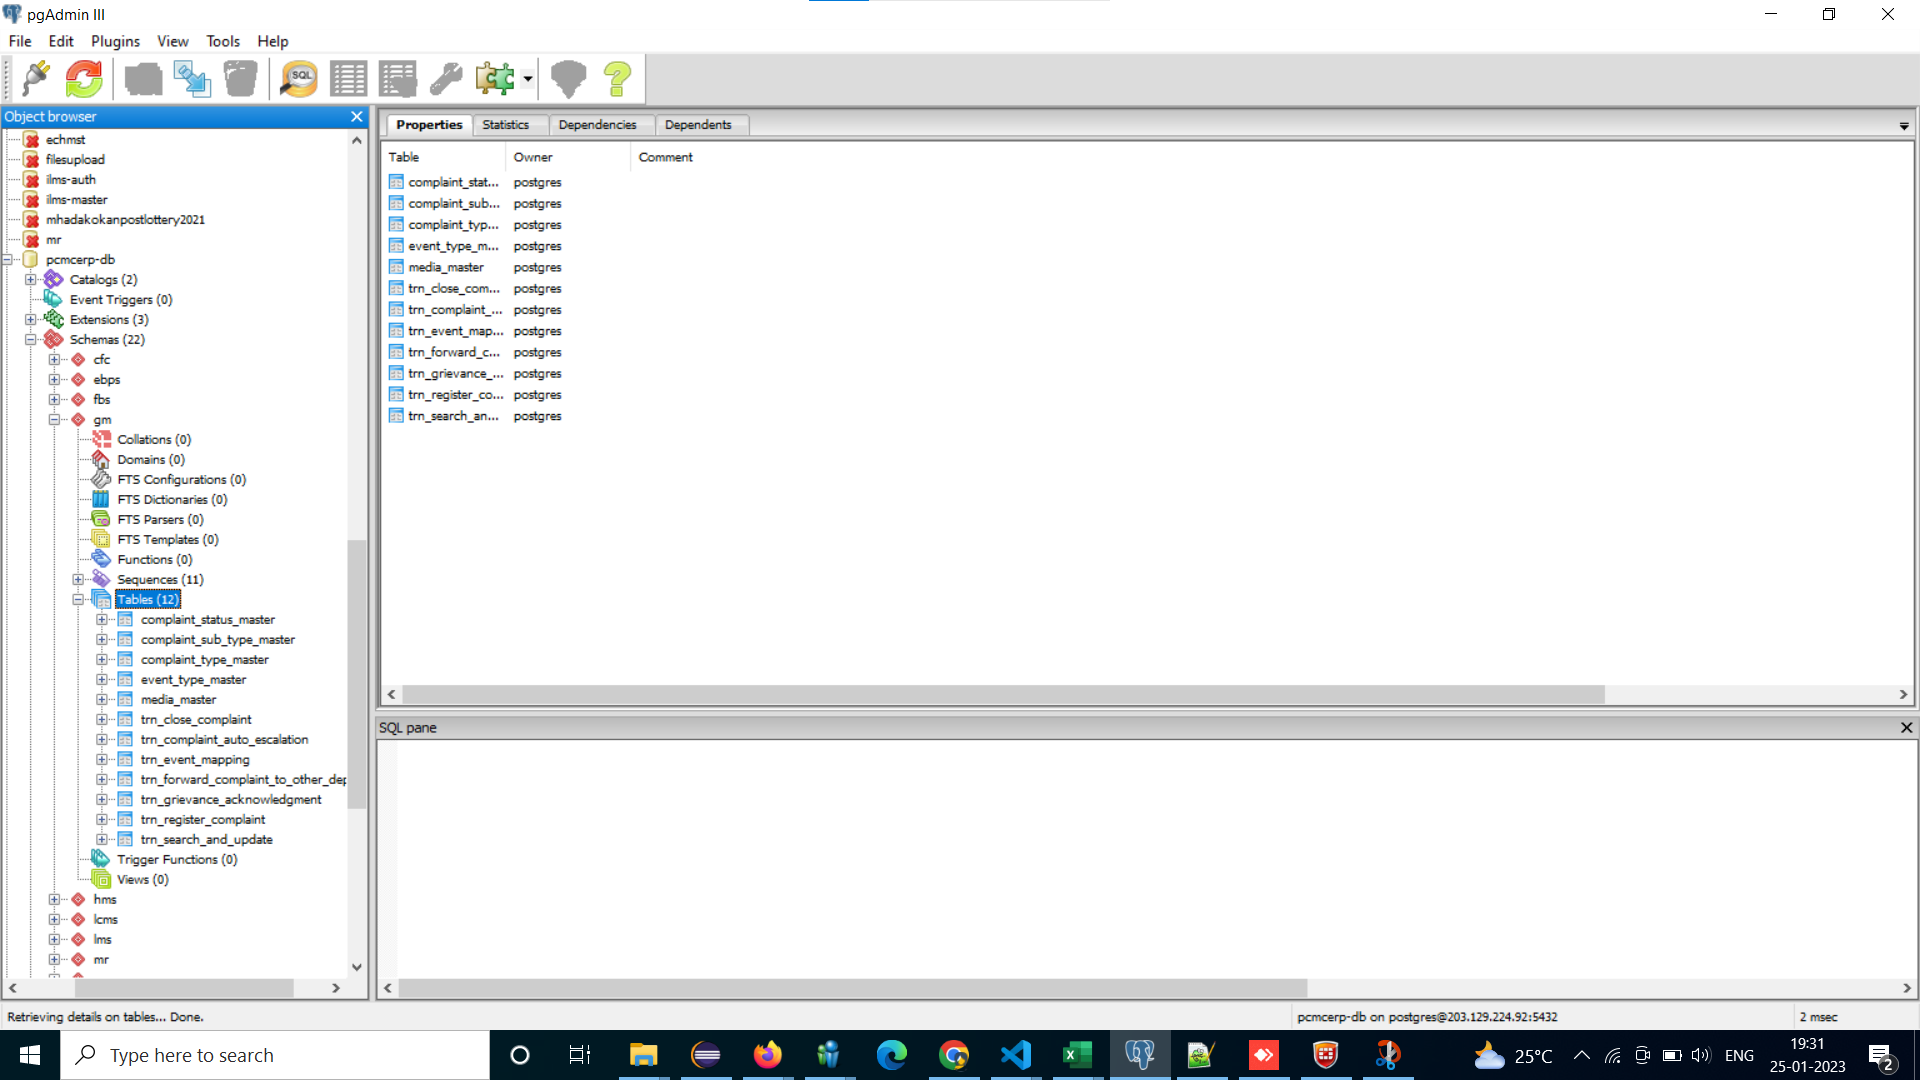 pgAdmin III
File Edit Plugins View Tools Help
SQL
Object browser
echmst
filesupload
ilms-auth
ilms-master
mhadakokanpostlottery2021
mr
pcmcerp-db
Catalogs (2)
Event Triggers (0)
Extensions (3)
Schemas (22)
cfc
ebps
fbs
gm
Collations (0)
Domains (0)
FTS Configurations (0)
FTS Dictionaries (0)
FTS Parsers (0)
FTS Templates (0)
Functions (0)
Sequences (11)
Tables (12)
complaint_status_master
complaint_sub_type_master
complaint_type_master
event_type_master
media_master
trn_close_complaint
trn_complaint_auto_escalation
trn_event_mapping
trn_forward_complaint_to_other_dep
trn_grievance_acknowledgment
trn_register_complaint
trn_search_and_update
Trigger Functions (0)
Views (0)
hms
lcms
lms
mr
Properties Statistics Dependencies Dependents
Table Owner Comment
complaint_stat... postgres
complaint_sub... postgres
complaint_typ... postgres
event_type_m... postgres
media_master postgres
trn_close_com... postgres
trn_complaint_... postgres
trn_event_map... postgres
trn_forward_c... postgres
trn_grievance_... postgres
trn_register_co... postgres
trn_search_an... postgres
SQL pane
Retrieving details on tables... Done.
pcmcerp-db on postgres@203.129.224.92:5432
2 msec
Type here to search
25°C
ENG
19:31
25-01-2023
2